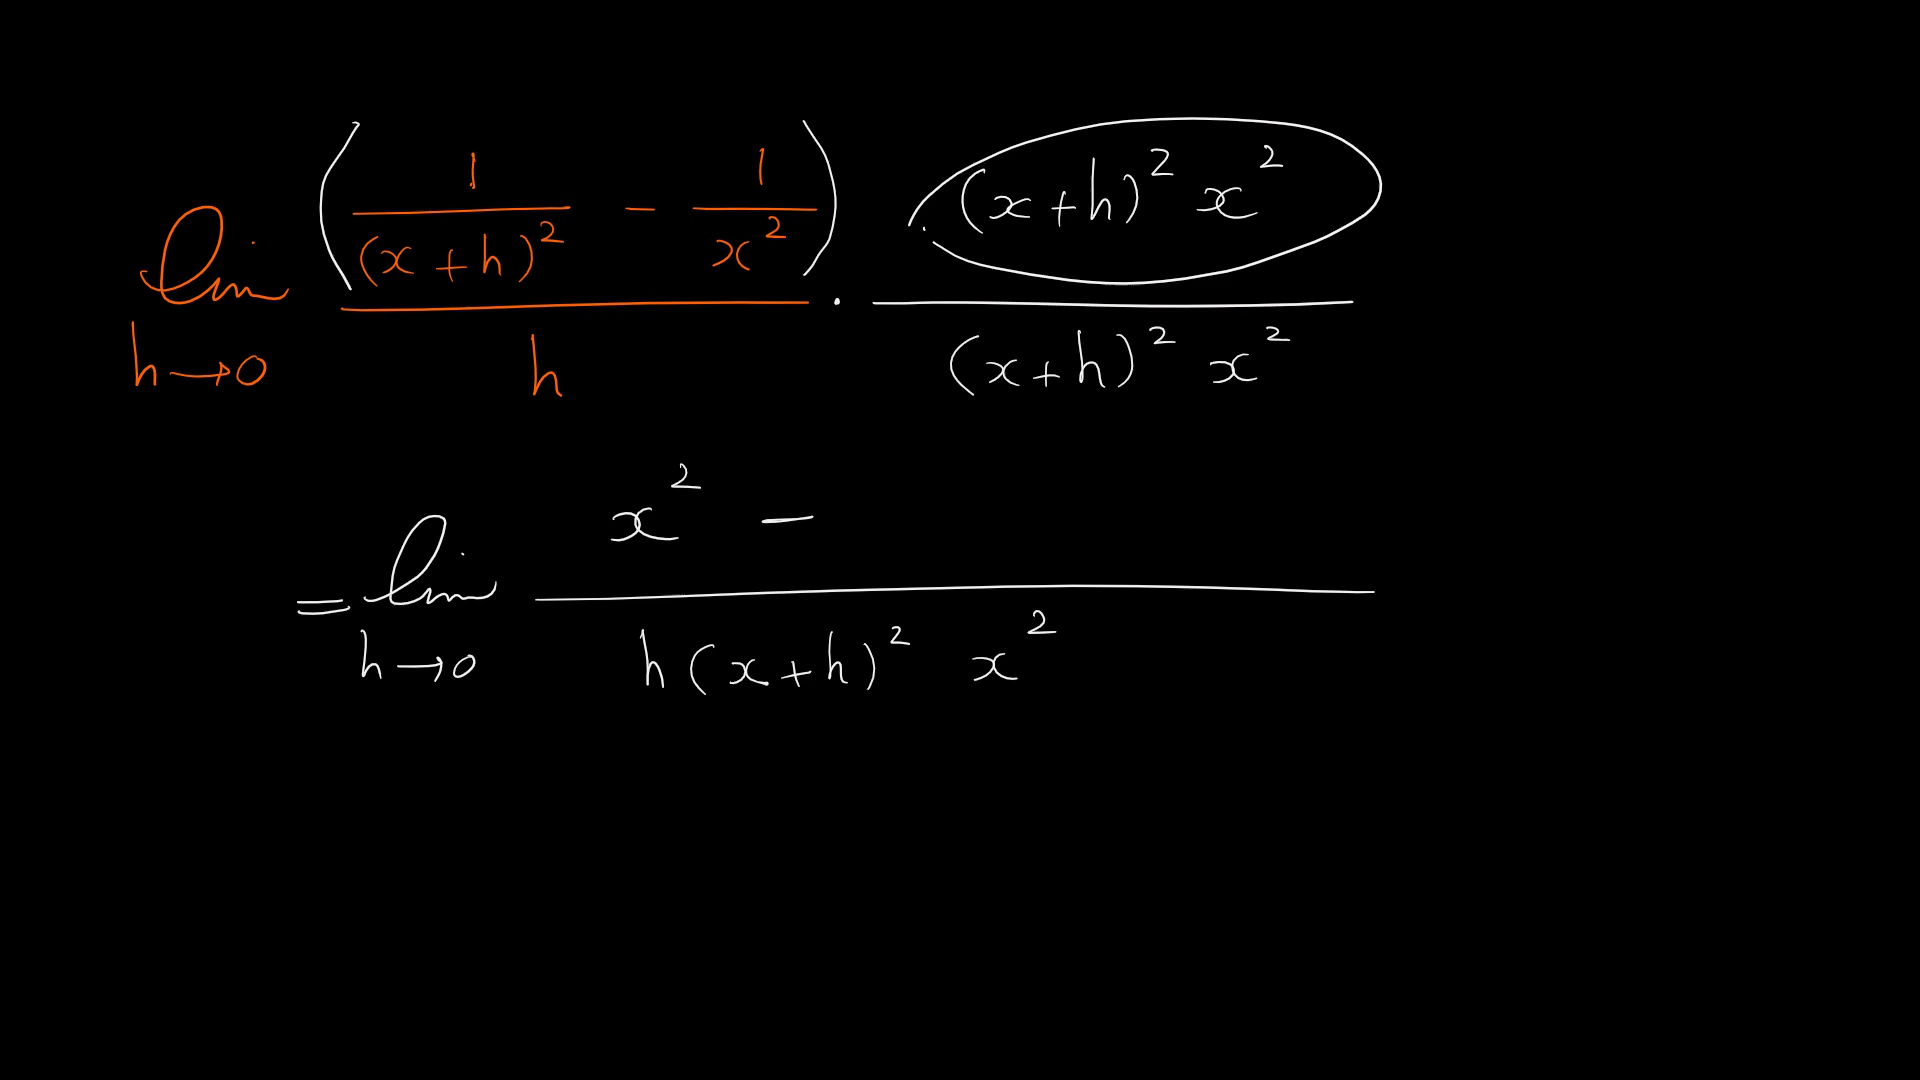 lim h→0 (1/(x+h)² − 1/x²)/h · (x+h)² x²/(x+h)² x²
= lim h→0 x² − / h(x+h)² x²